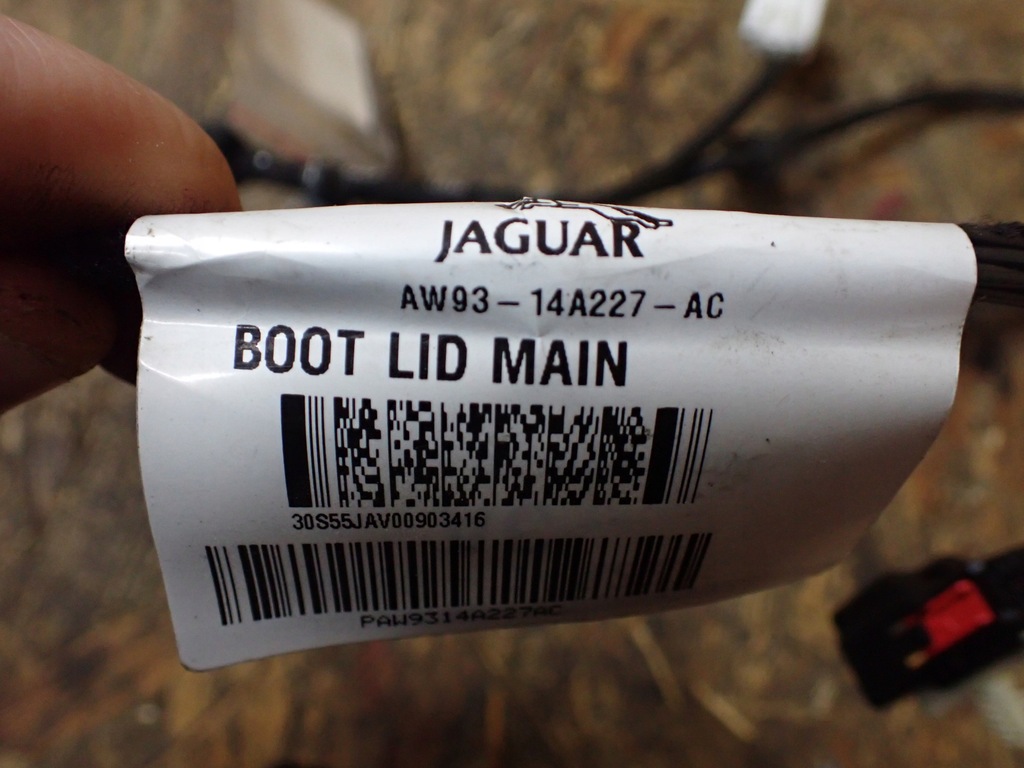 JAGUAR
AW93-14A227-AC
BOOT LID MAIN
30S55JAV00903416
PAW9314A227AC